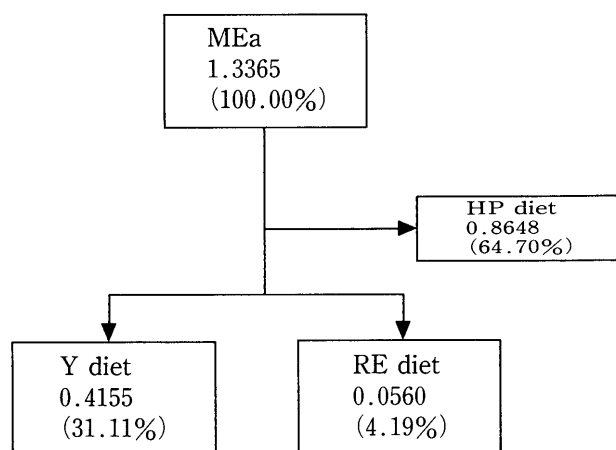 MEa
1.3365
(100.00%)
HP diet
0.8648
(64.70%)
Y diet
0.4155
(31.11%)
RE diet
0.0560
(4.19%)